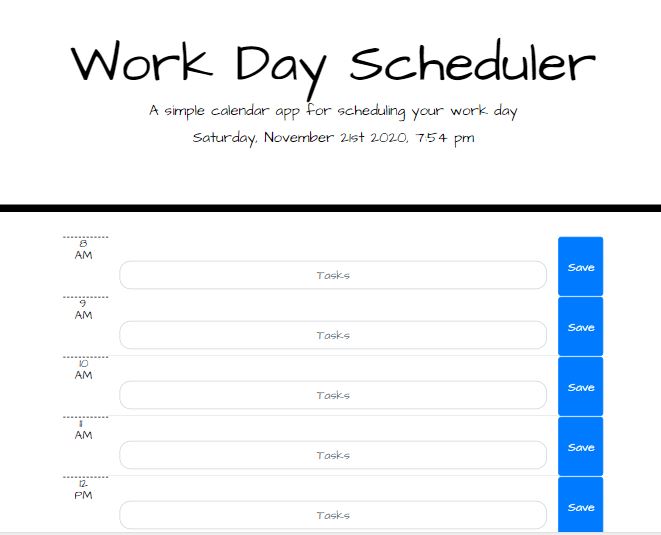 Work Day Scheduler
A simple calendar app for scheduling your work day
Saturday, November 21st 2020, 7:54 pm
8
AM
Tasks
Save
9
AM
Tasks
Save
10
AM
Tasks
Save
11
AM
Tasks
Save
12
PM
Tasks
Save